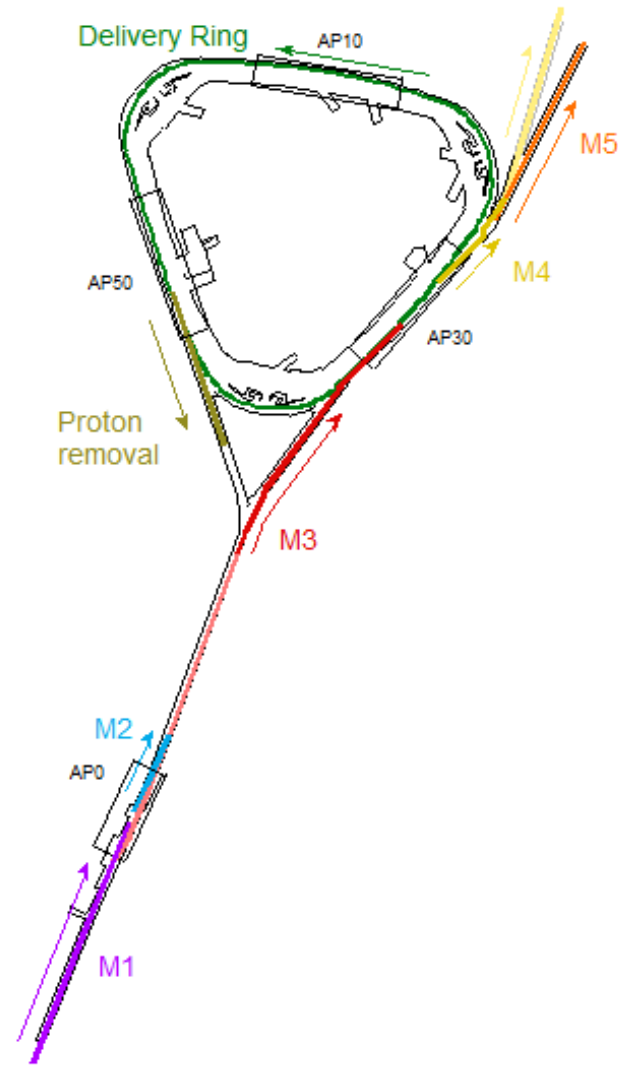 Delivery Ring
AP10
M5
M4
AP50
AP30
Proton
removal
M3
M2
AP0
M1